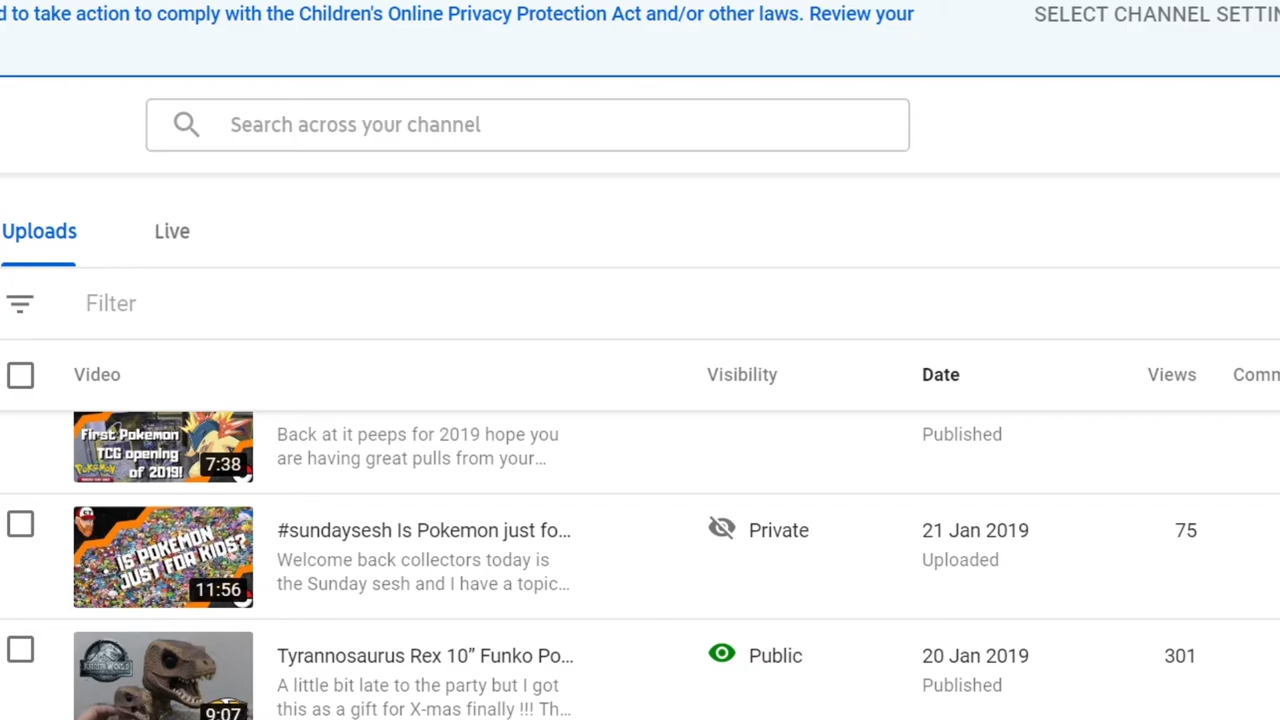 d to take action to comply with the Children's Online Privacy Protection Act and/or other laws. Review your
SELECT CHANNEL SETTIN
Search across your channel
Uploads
Live
Filter
Video
Visibility
Date
Views
Comm
First Pokemon
TCG opening
of 2019!
7:38
Back at it peeps for 2019 hope you
are having great pulls from your…
Published
IS POKEMON
JUST FOR KIDS?
11:56
#sundaysesh Is Pokemon just fo…
Welcome back collectors today is
the Sunday sesh and I have a topic…
Private
21 Jan 2019
Uploaded
75
9:07
Tyrannosaurus Rex 10” Funko Po…
A little bit late to the party but I got
this as a gift for X-mas finally !!! Th…
Public
20 Jan 2019
Published
301